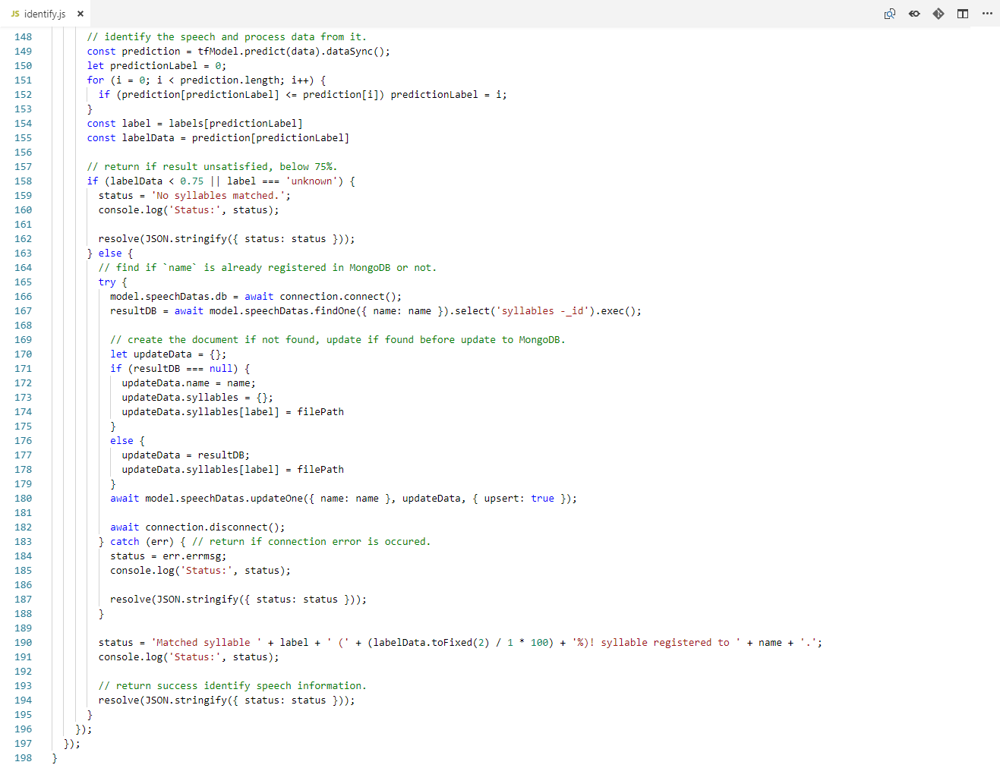 JS identify.js ×
148 // identify the speech and process data from it.
149 const prediction = tfModel.predict(data).dataSync();
150 let predictionLabel = 0;
151 for (i = 0; i < prediction.length; i++) {
152 if (prediction[predictionLabel] <= prediction[i]) predictionLabel = i;
153 }
154 const label = labels[predictionLabel]
155 const labelData = prediction[predictionLabel]
156
157 // return if result unsatisfied, below 75%.
158 if (labelData < 0.75 || label === 'unknown') {
159 status = 'No syllables matched.';
160 console.log('Status:', status);
161
162 resolve(JSON.stringify({ status: status }));
163 } else {
164 // find if `name` is already registered in MongoDB or not.
165 try {
166 model.speechDatas.db = await connection.connect();
167 resultDB = await model.speechDatas.findOne({ name: name }).select('syllables -_id').exec();
168
169 // create the document if not found, update if found before update to MongoDB.
170 let updateData = {};
171 if (resultDB === null) {
172 updateData.name = name;
173 updateData.syllables = {};
174 updateData.syllables[label] = filePath
175 }
176 else {
177 updateData = resultDB;
178 updateData.syllables[label] = filePath
179 }
180 await model.speechDatas.updateOne({ name: name }, updateData, { upsert: true });
181
182 await connection.disconnect();
183 } catch (err) { // return if connection error is occured.
184 status = err.errmsg;
185 console.log('Status:', status);
186
187 resolve(JSON.stringify({ status: status }));
188 }
189
190 status = 'Matched syllable ' + label + ' (' + (labelData.toFixed(2) / 1 * 100) + '%)! syllable registered to ' + name + '.';
191 console.log('Status:', status);
192
193 // return success identify speech information.
194 resolve(JSON.stringify({ status: status }));
195 }
196 });
197 });
198 }